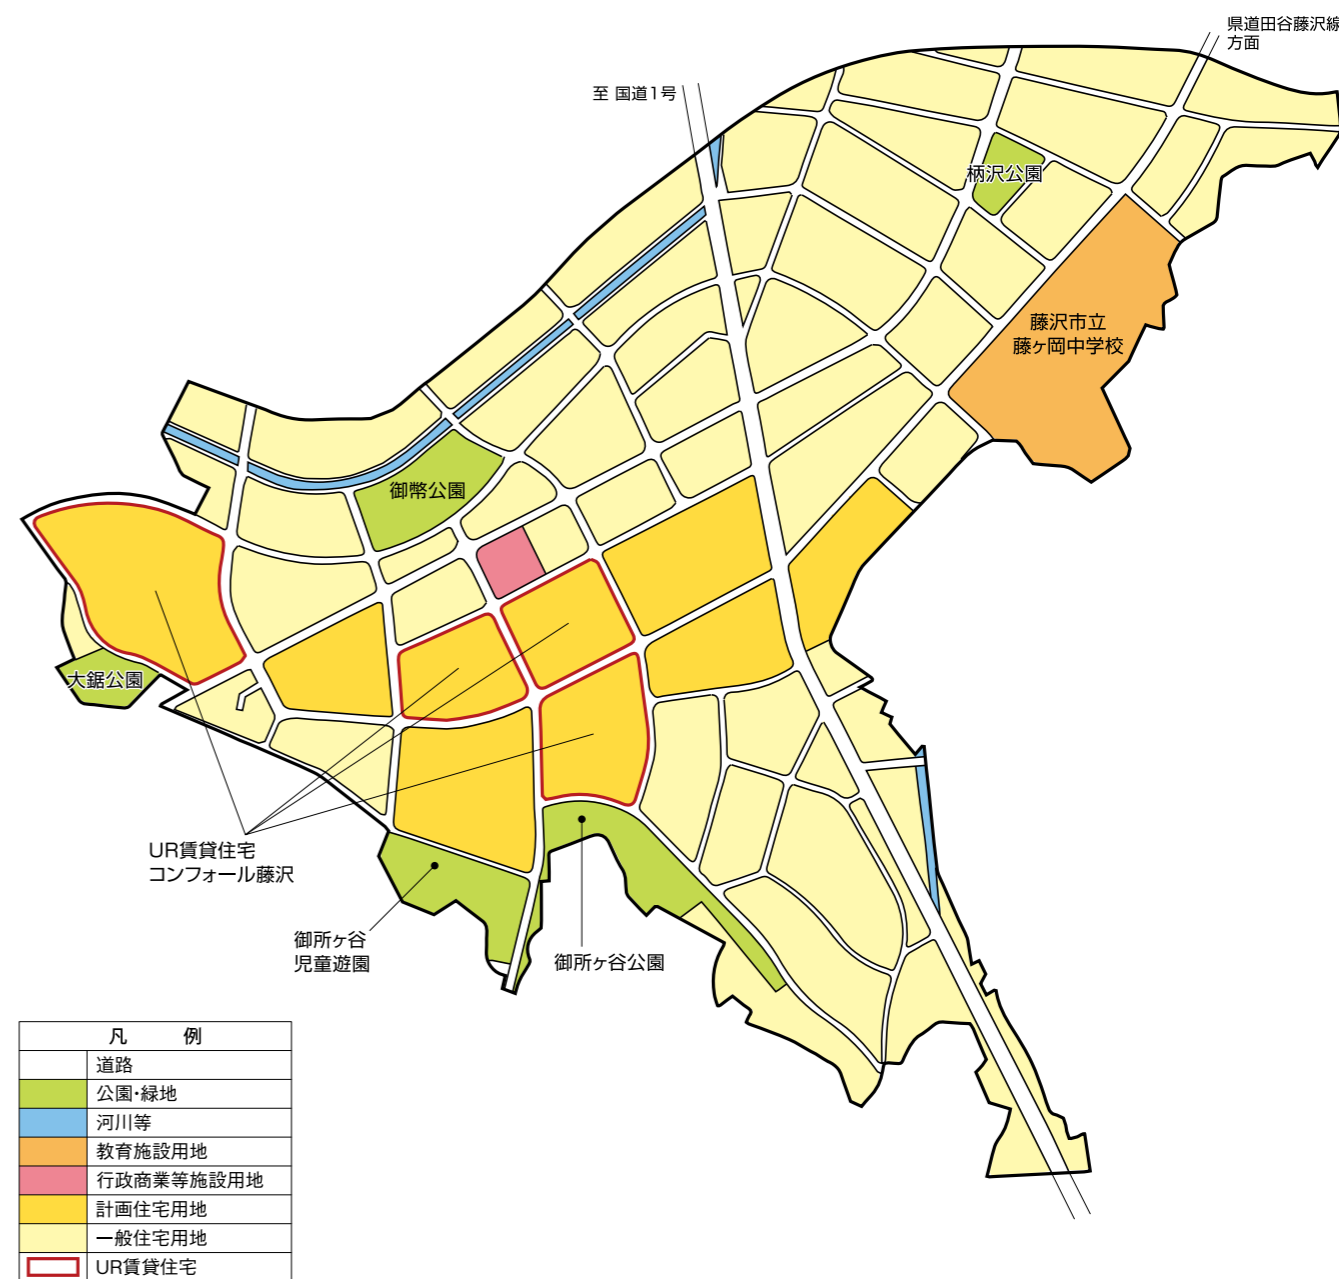 県道田谷藤沢線
方面
至 国道1号
柄沢公園
藤沢市立
藤ヶ岡中学校
御幣公園
大鋸公園
UR賃貸住宅
コンフォール藤沢
御所ヶ谷
児童遊園
御所ヶ谷公園
凡 例
道路
公園・緑地
河川等
教育施設用地
行政商業等施設用地
計画住宅用地
一般住宅用地
UR賃貸住宅